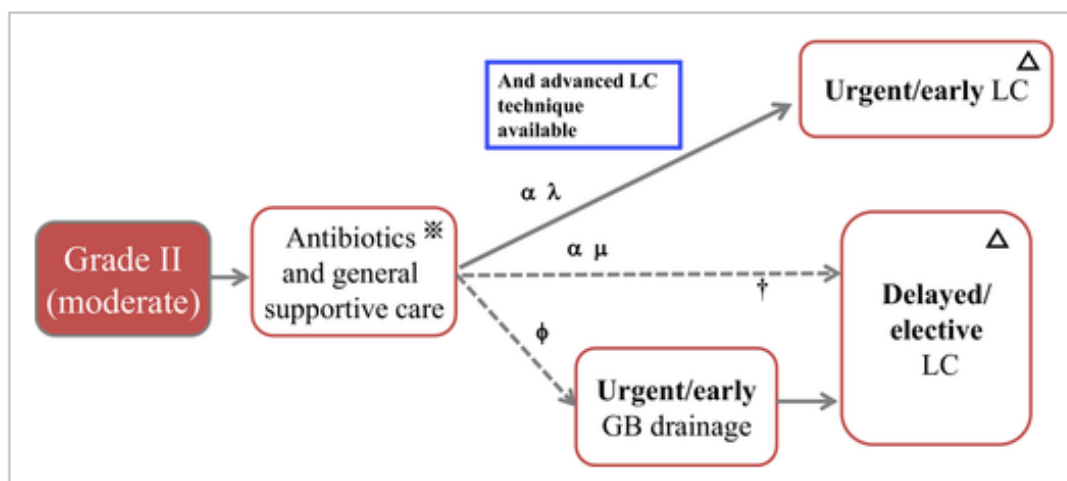 And advanced LC
technique
available
△
Urgent/early LC
α λ
Grade II
(moderate)
Antibiotics ※
and general
supportive care
α μ
†
△
Delayed/
elective
LC
ϕ
Urgent/early
GB drainage